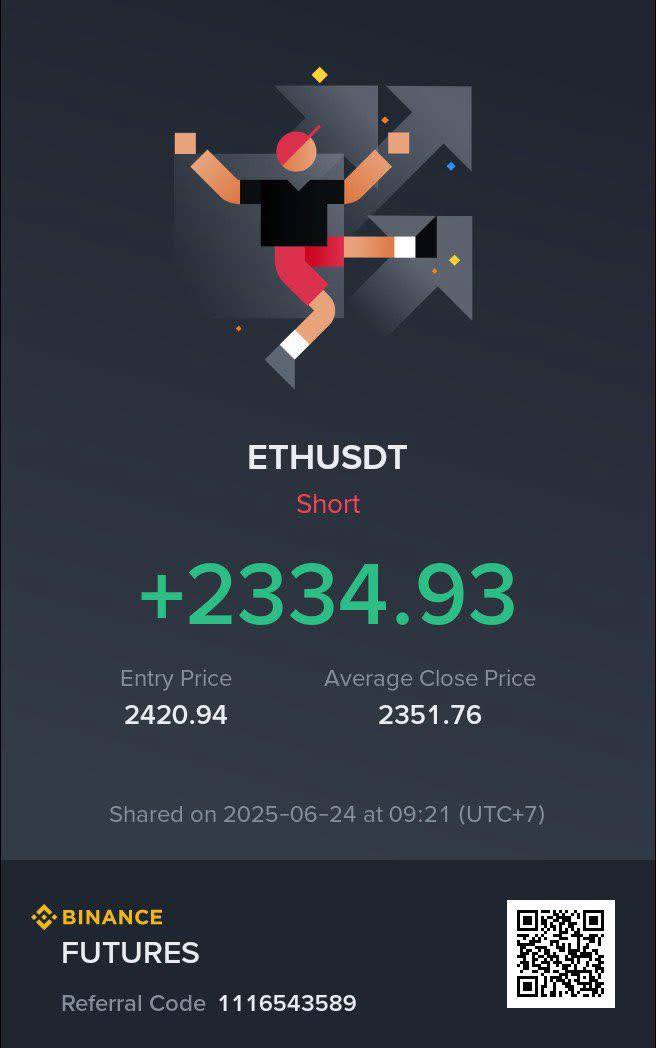 ETHUSDT
Short
+2334.93
Entry Price Average Close Price
2420.94 2351.76
Shared on 2025-06-24 at 09:21 (UTC+7)
BINANCE
FUTURES
Referral Code 1116543589